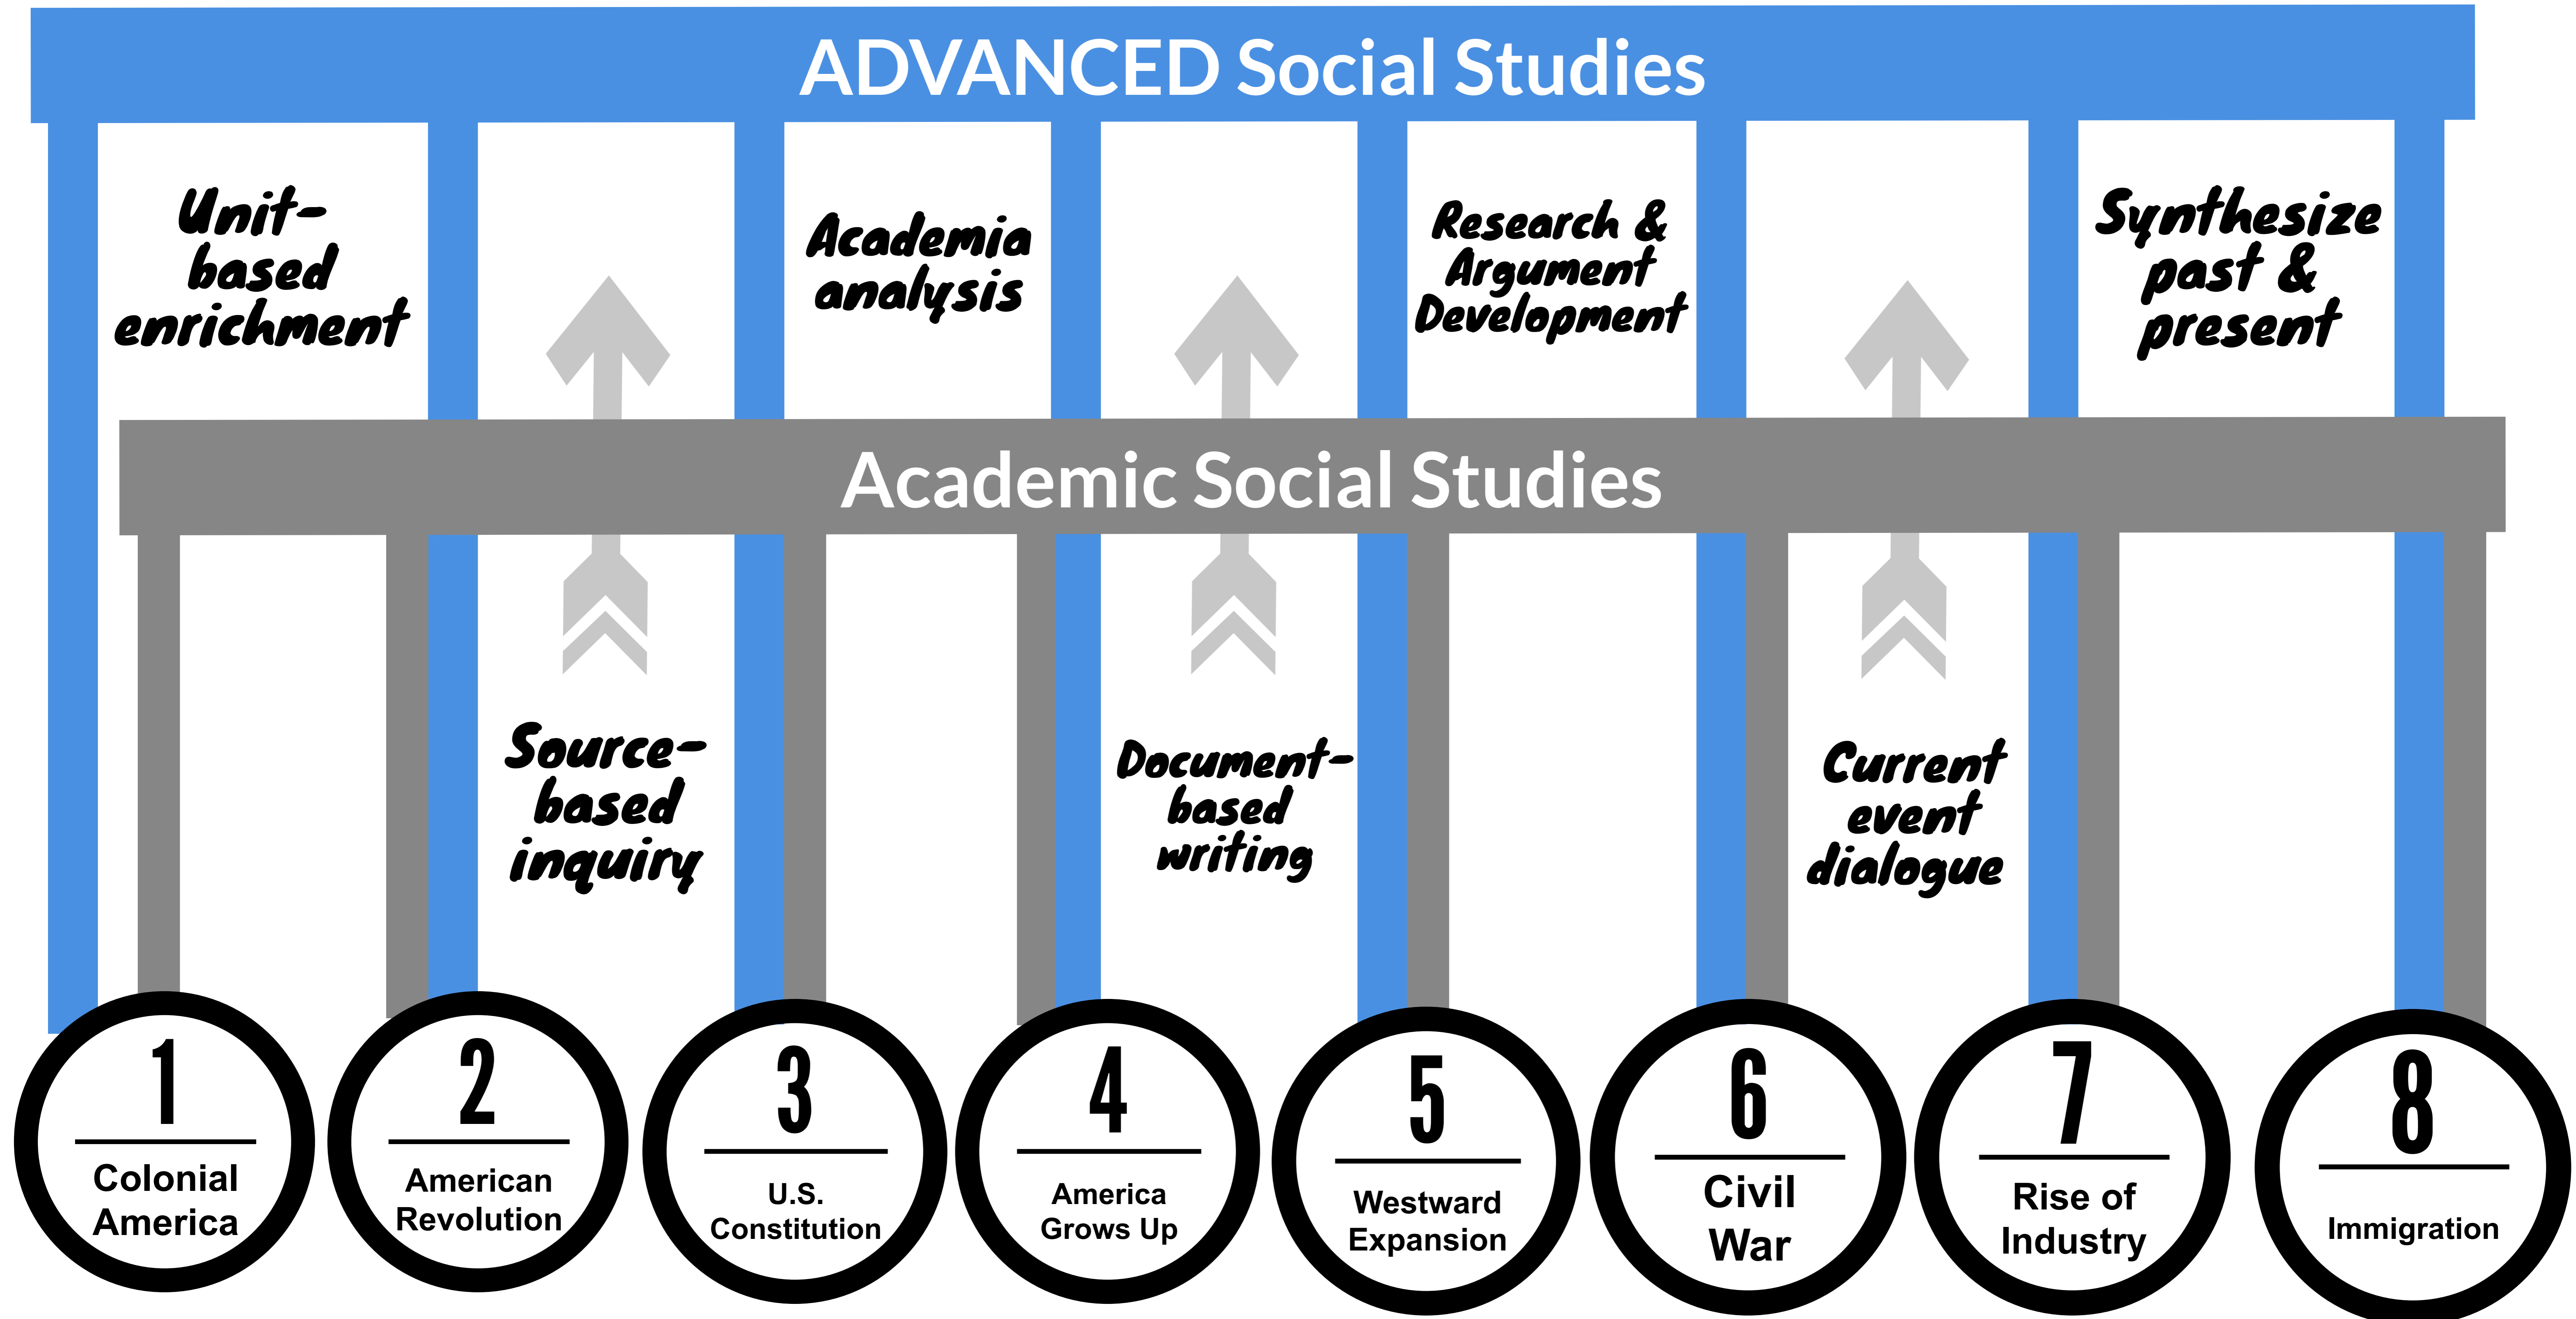 ADVANCED Social Studies
Unit-
based
enrichment
Academia
analysis
Research &
Argument
Development
Synthesize
past &
present
Academic Social Studies
Source-
based
inquiry
Document-
based
writing
Current
event
dialogue
1
Colonial
America
2
American
Revolution
3
U.S.
Constitution
4
America
Grows Up
5
Westward
Expansion
6
Civil
War
7
Rise of
Industry
8
Immigration